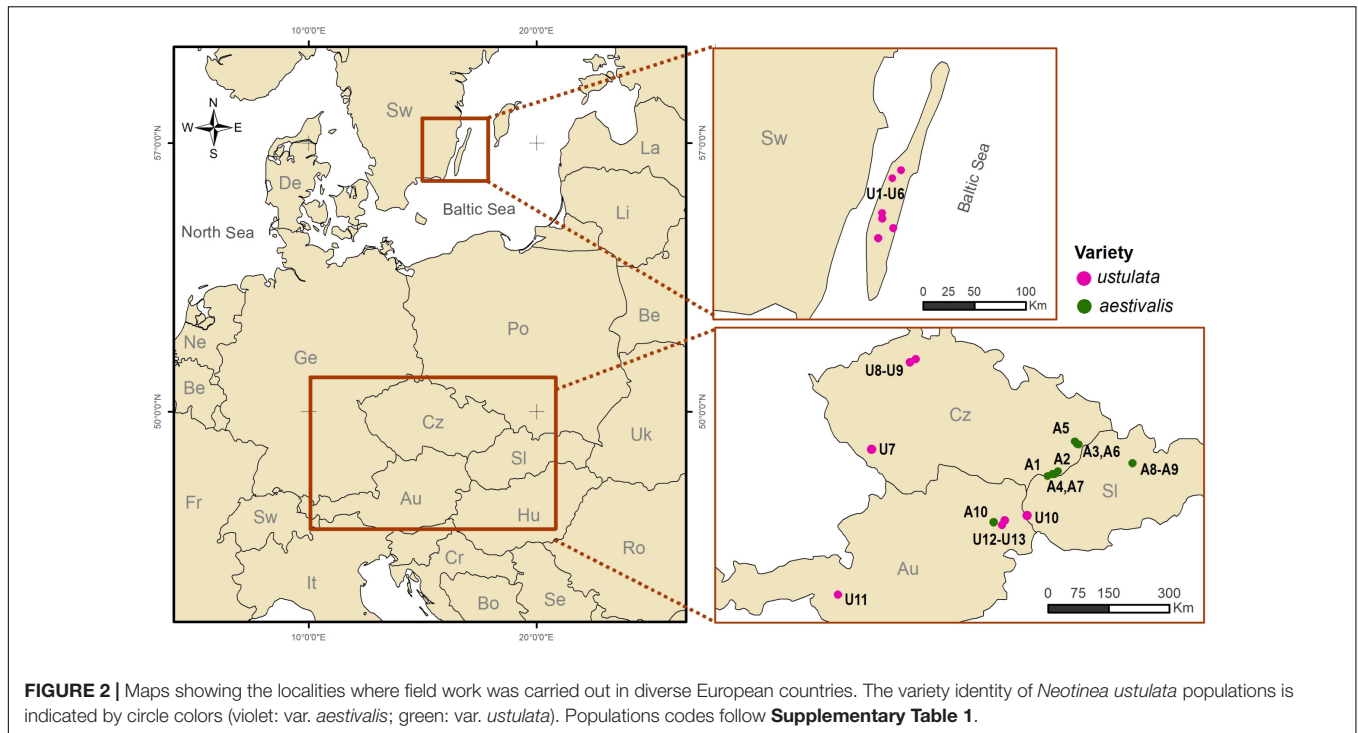 10°0'0"E 20°0'0"E
57°0'0"N
57°0'0"N
50°0'0"N
50°0'0"N
10°0'0"E 20°0'0"E
N
W E
S
Sw
De
La
Li
Baltic Sea
North Sea
Ne
Be
Ge
Po
Be
Cz
Uk
Sl
Au
Fr
Sw
Hu
It
Cr
Ro
Bo
Se
Sw
U1-U6
Baltic Sea
0 25 50 100
Km
Variety
ustulata
aestivalis
U8-U9
Cz
A5
U7
A3,A6
A2
A1
A8-A9
A4,A7
Sl
A10
U10
U12-U13
Au
U11
0 75 150 300
Km
FIGURE 2 | Maps showing the localities where field work was carried out in diverse European countries. The variety identity of Neotinea ustulata populations is
indicated by circle colors (violet: var. aestivalis; green: var. ustulata). Populations codes follow Supplementary Table 1.